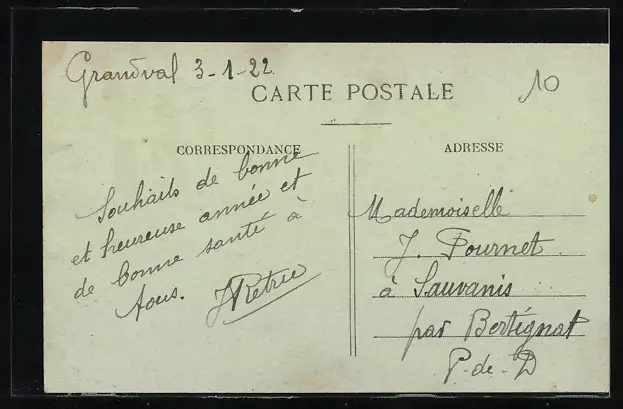 Grandval 3-1-22
10
CARTE POSTALE
CORRESPONDANCE
Souhaits de bonne
et heureuse année et
de bonne santé à
tous.
ADRESSE
Mademoiselle
J. Fournet
à Sauvanis
par Bertignat
P-de-D